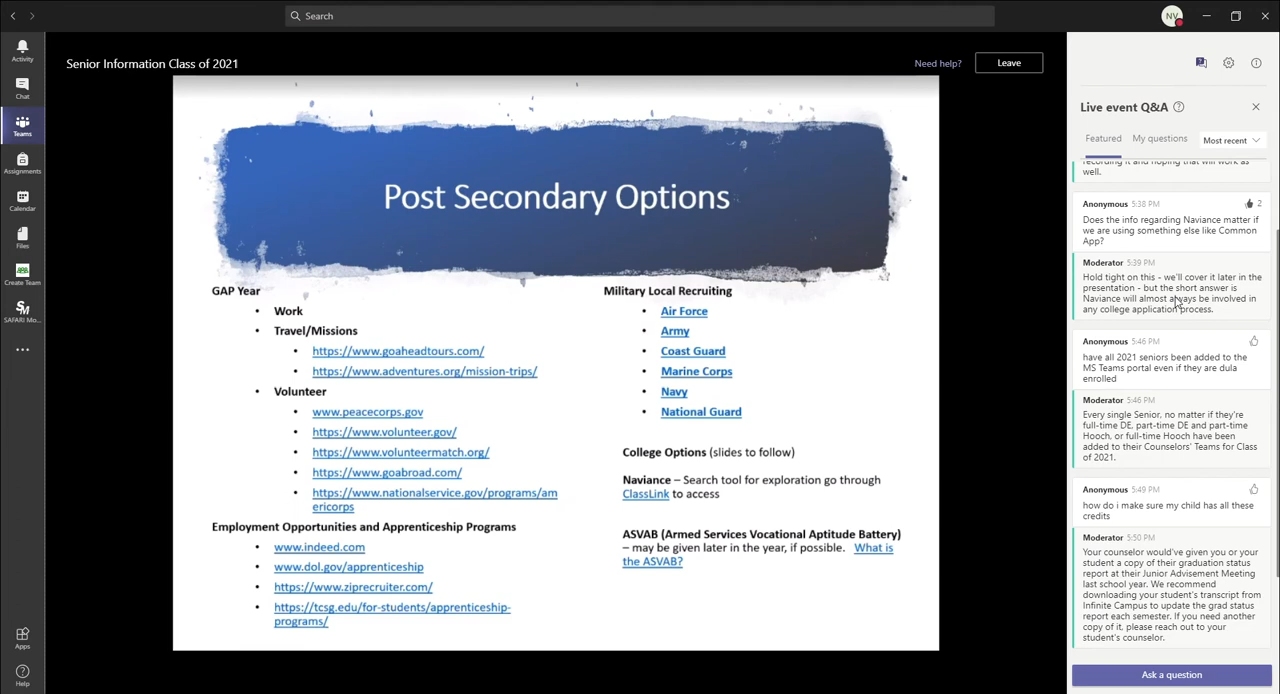 Search
NV
Activity
Chat
Teams
Assignments
Calendar
Files
Create Team
SAFARI Mo...
Apps
Help
Senior Information Class of 2021
Need help?
Leave
Post Secondary Options
GAP Year
• Work
• Travel/Missions
• https://www.goaheadtours.com/
• https://www.adventures.org/mission-trips/
• Volunteer
• www.peacecorps.gov
• https://www.volunteer.gov/
• https://www.volunteermatch.org/
• https://www.goabroad.com/
• https://www.nationalservice.gov/programs/am
ericorps
Employment Opportunities and Apprenticeship Programs
• www.indeed.com
• www.dol.gov/apprenticeship
• https://www.ziprecruiter.com/
• https://tcsg.edu/for-students/apprenticeship-
programs/
Military Local Recruiting
• Air Force
• Army
• Coast Guard
• Marine Corps
• Navy
• National Guard
College Options (slides to follow)
Naviance – Search tool for exploration go through
ClassLink to access
ASVAB (Armed Services Vocational Aptitude Battery)
– may be given later in the year, if possible. What is
the ASVAB?
Live event Q&A
Featured
My questions
Most recent
recording it and hoping that will work as
well.
Anonymous 5:38 PM
2
Does the info regarding Naviance matter if
we are using something else like Common
App?
Moderator 5:39 PM
Hold tight on this - we'll cover it later in the
presentation - but the short answer is
Naviance will almost always be involved in
any college application process.
Anonymous 5:46 PM
have all 2021 seniors been added to the
MS Teams portal even if they are dula
enrolled
Moderator 5:46 PM
Every single Senior, no matter if they're
full-time DE, part-time DE and part-time
Hooch, or full-time Hooch have been
added to their Counselors' Teams for Class
of 2021.
Anonymous 5:49 PM
how do i make sure my child has all these
credits
Moderator 5:50 PM
Your counselor would've given you or your
student a copy of their graduation status
report at their Junior Advisement Meeting
last school year. We recommend
downloading your student's transcript from
Infinite Campus to update the grad status
report each semester. If you need another
copy of it, please reach out to your
student's counselor.
Ask a question